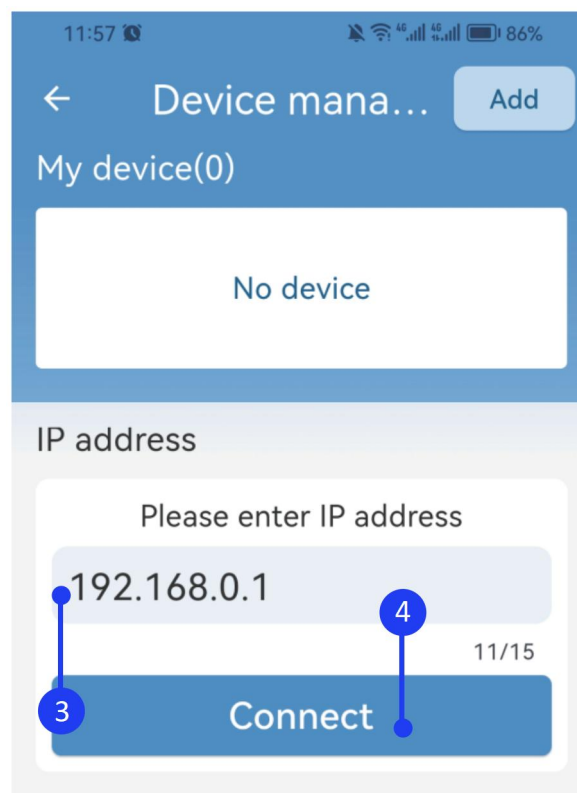 11:57 86%
Device mana... Add
My device(0)
No device
IP address
Please enter IP address
192.168.0.1
4
11/15
3
Connect